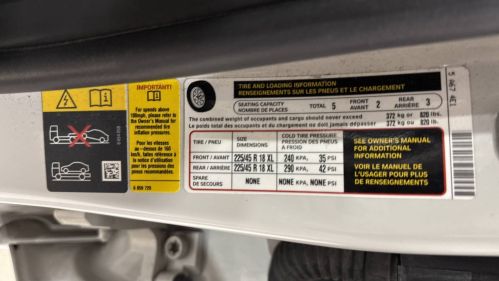 IMPORTANT!
For speeds above
100mph, please refer to
the Owner's Manual for
recommended tire
inflation pressures.
Pour les vitesses
au-dessus de 160
km/h, faites référence à
la notice d'utilisation
pour les pressions des
pneus recommandées.
TIRE AND LOADING INFORMATION
RENSEIGNEMENTS SUR LES PNEUS ET LE CHARGEMENT
SEATING CAPACITY
NOMBRE DE PLACES
TOTAL 5
FRONT
AVANT 2
REAR
ARRIÈRE 3
The combined weight of occupants and cargo should never exceed 372 kg or 820 lbs.
Le poids total des occupants et du chargement ne doit jamais dépasser 372 kg ou 820 lb.
TIRE / PNEU
SIZE
DIMENSIONS
COLD TIRE PRESSURE
PRESSION DES PNEUS
A FROID
FRONT / AVANT 225/45 R 18 XL 240 KPA, 35 PSI
REAR / ARRIÈRE 225/45 R 18 XL 290 KPA, 42 PSI
SPARE
DE SECOURS NONE NONE KPA, NONE PSI
SEE OWNER'S MANUAL
FOR ADDITIONAL
INFORMATION
VOIR LE MANUEL DE
L'USAGER POUR PLUS
DE RENSEIGNEMENTS